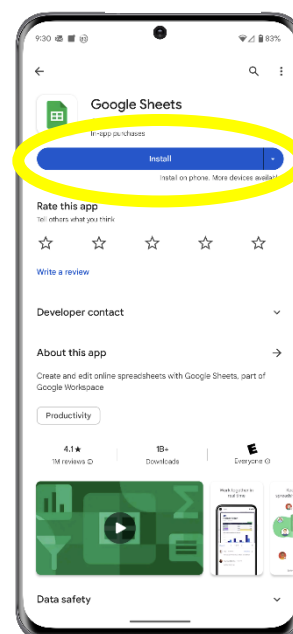 9:30
83%
Google Sheets
In-app purchases
Install
Install on phone. More devices available
Rate this app
Tell others what you think
Write a review
Developer contact
About this app
Create and edit online spreadsheets with Google Sheets, part of
Google Workspace
Productivity
4.1★ 1B+ E
1M reviews Downloads Everyone
Work together in
real time
Data safety